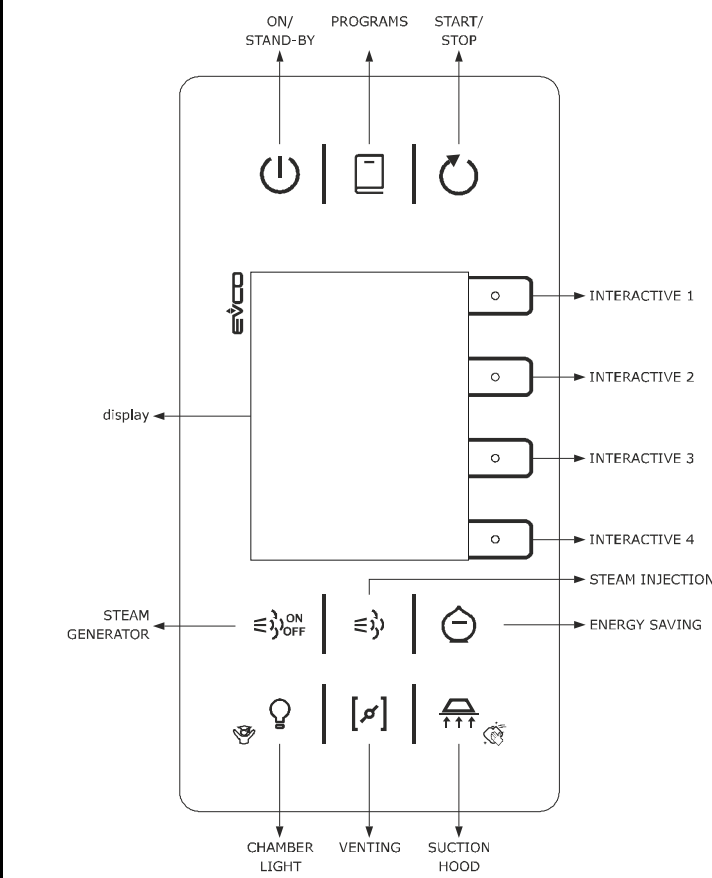 ON/
STAND-BY
PROGRAMS
START/
STOP
EVCO
INTERACTIVE 1
INTERACTIVE 2
display
INTERACTIVE 3
INTERACTIVE 4
STEAM INJECTION
STEAM
GENERATOR
ON
OFF
ENERGY SAVING
CHAMBER
LIGHT
VENTING
SUCTION
HOOD